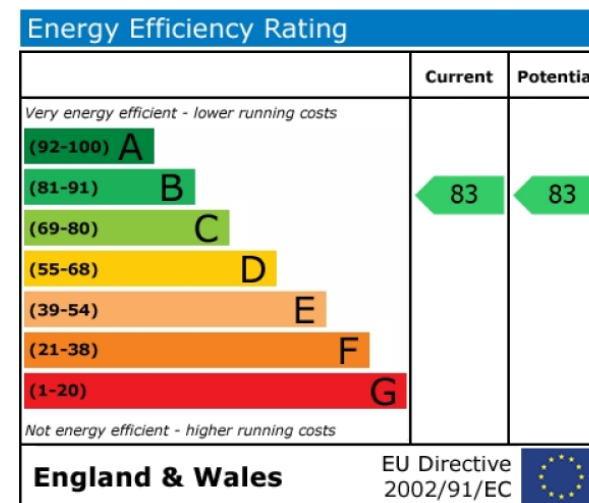 Energy Efficiency Rating
Current Potentia
Very energy efficient - lower running costs
(92-100) A
(81-91) B
83 83
(69-80) C
(55-68) D
(39-54) E
(21-38) F
(1-20) G
Not energy efficient - higher running costs
England & Wales
EU Directive
2002/91/EC